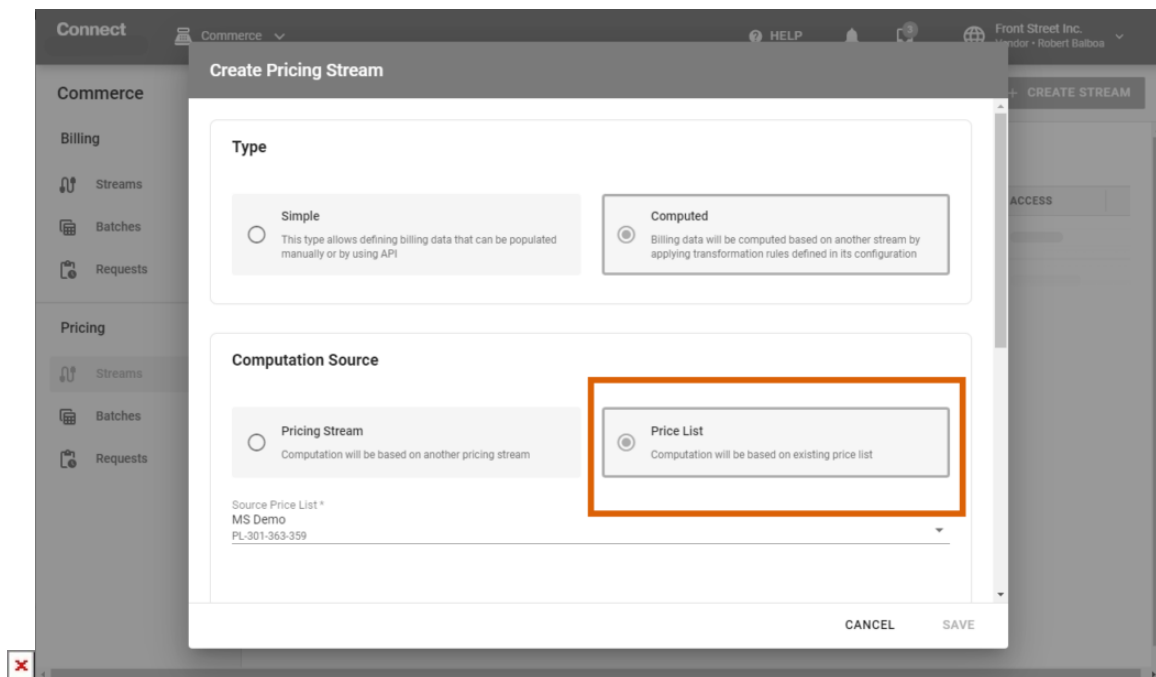 Connect
Commerce
HELP
3
Front Street Inc.
Vendor • Robert Balboa
Create Pricing Stream
Commerce
+ CREATE STREAM
Billing
Type
Streams
ACCESS
Simple
This type allows defining billing data that can be populated
manually or by using API
Computed
Billing data will be computed based on another stream by
applying transformation rules defined in its configuration
Batches
Requests
Pricing
Computation Source
Streams
Batches
Pricing Stream
Computation will be based on another pricing stream
Price List
Computation will be based on existing price list
Requests
Source Price List *
MS Demo
PL-301-363-359
CANCEL
SAVE